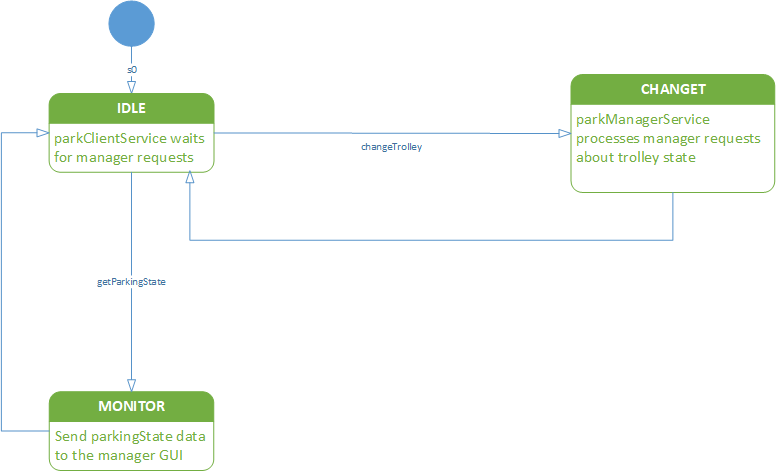 s0
IDLE
parkClientService waits
for manager requests
changeTrolley
CHANGET
parkManagerService
processes manager requests
about trolley state
getParkingState
MONITOR
Send parkingState data
to the manager GUI